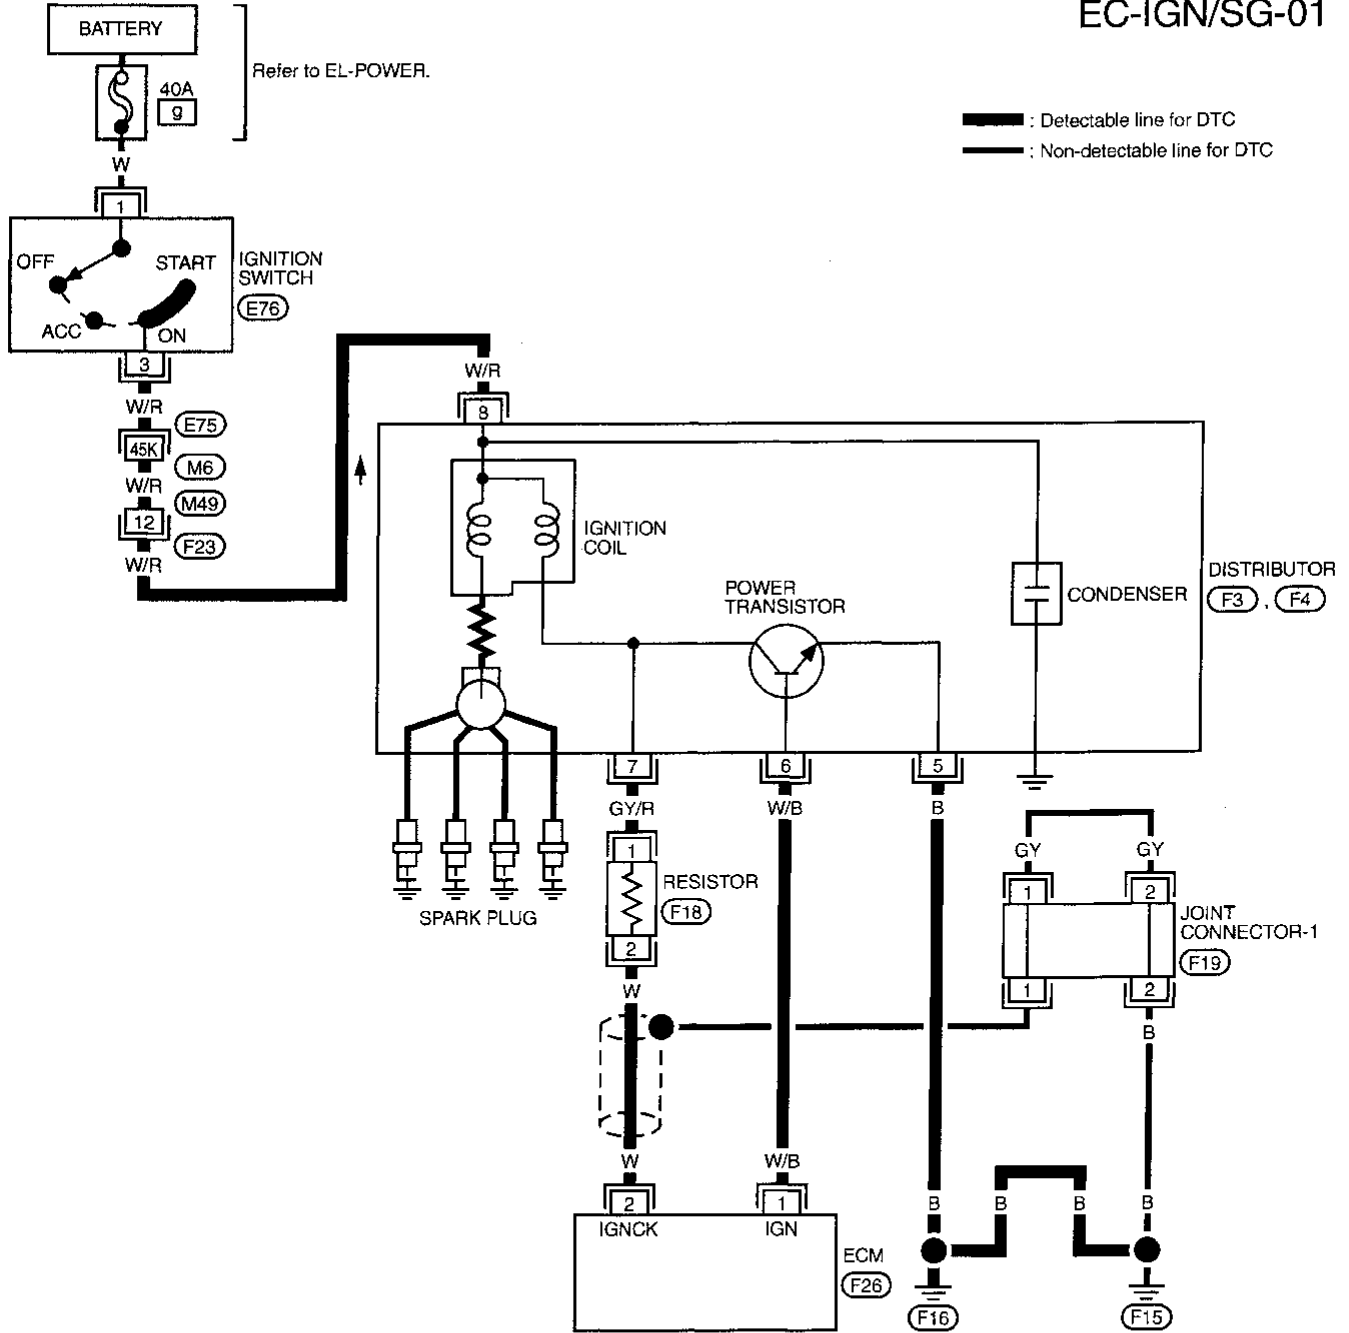 EC-IGN/SG-01
BATTERY
Refer to EL-POWER.
40A
g
: Detectable line for DTC
: Non-detectable line for DTC
W
1
OFF
START
IGNITION
SWITCH
E76
ACC
ON
3
W/R
E75
45K
M6
W/R
M49
12
F23
W/R
W/R
8
IGNITION
COIL
POWER
TRANSISTOR
CONDENSER
DISTRIBUTOR
F3 , F4
7
6
5
GY/R
W/B
B
SPARK PLUG
1
RESISTOR
F18
2
W
GY
GY
1
2
JOINT
CONNECTOR-1
F19
1
2
B
W
W/B
B
B
B
B
2
1
IGNCK
IGN
ECM
F26
F16
F15